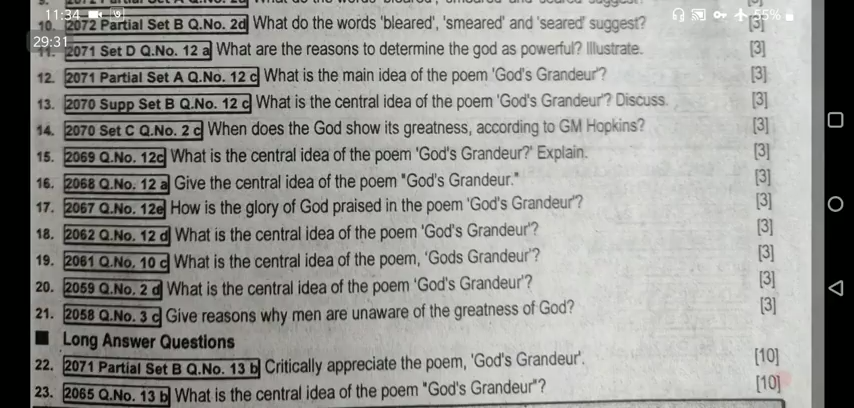 11:34
55%
29:31
10. 2072 Partial Set B Q.No. 2d What do the words 'bleared', 'smeared' and 'seared' suggest? [3]
11. 2071 Set D Q.No. 12 a What are the reasons to determine the god as powerful? Illustrate. [3]
12. 2071 Partial Set A Q.No. 12 c What is the main idea of the poem 'God's Grandeur'? [3]
13. 2070 Supp Set B Q.No. 12 c What is the central idea of the poem 'God's Grandeur'? Discuss. [3]
14. 2070 Set C Q.No. 2 c When does the God show its greatness, according to GM Hopkins? [3]
15. 2069 Q.No. 12c What is the central idea of the poem 'God's Grandeur?' Explain. [3]
16. 2068 Q.No. 12 a Give the central idea of the poem "God's Grandeur." [3]
17. 2067 Q.No. 12e How is the glory of God praised in the poem 'God's Grandeur'? [3]
18. 2062 Q.No. 12 d What is the central idea of the poem 'God's Grandeur'? [3]
19. 2061 Q.No. 10 c What is the central idea of the poem, 'Gods Grandeur'? [3]
20. 2059 Q.No. 2 d What is the central idea of the poem 'God's Grandeur'? [3]
21. 2058 Q.No. 3 c Give reasons why men are unaware of the greatness of God? [3]
Long Answer Questions
22. 2071 Partial Set B Q.No. 13 b Critically appreciate the poem, 'God's Grandeur'. [10]
23. 2065 Q.No. 13 b What is the central idea of the poem "God's Grandeur"? [10]